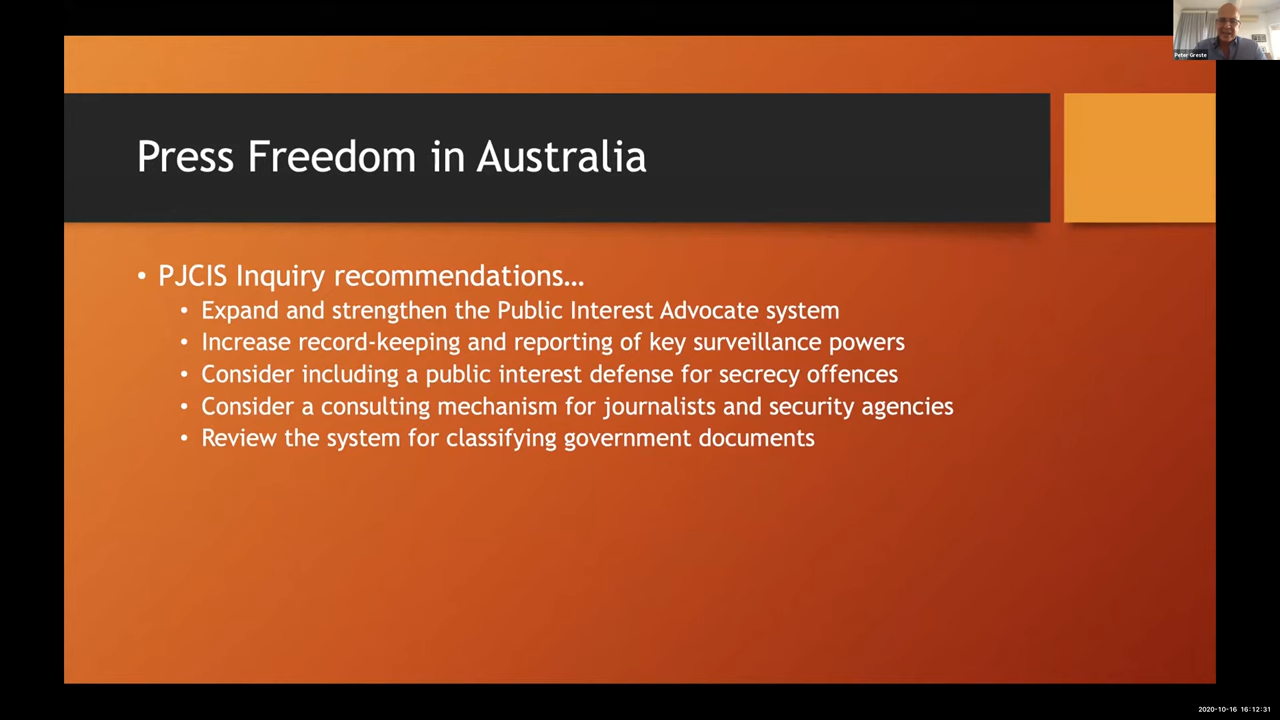 Peter Greste
Press Freedom in Australia
• PJCIS Inquiry recommendations...
• Expand and strengthen the Public Interest Advocate system
• Increase record-keeping and reporting of key surveillance powers
• Consider including a public interest defense for secrecy offences
• Consider a consulting mechanism for journalists and security agencies
• Review the system for classifying government documents
2020-10-16 16:12:31